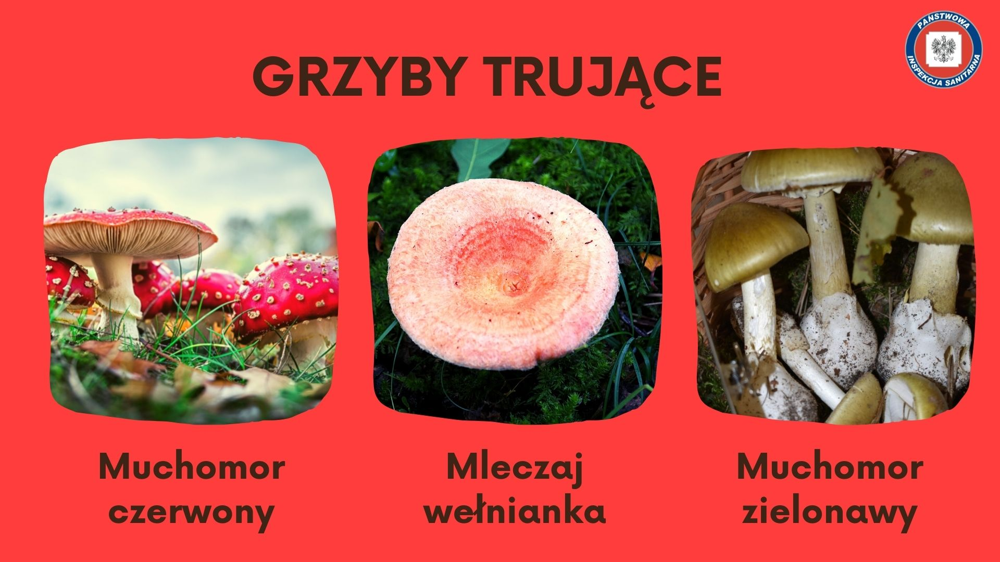 PAŃSTWOWA
INSPEKCJA SANITARNA
GRZYBY TRUJĄCE
Muchomor
czerwony
Mleczaj
wełnianka
Muchomor
zielonawy